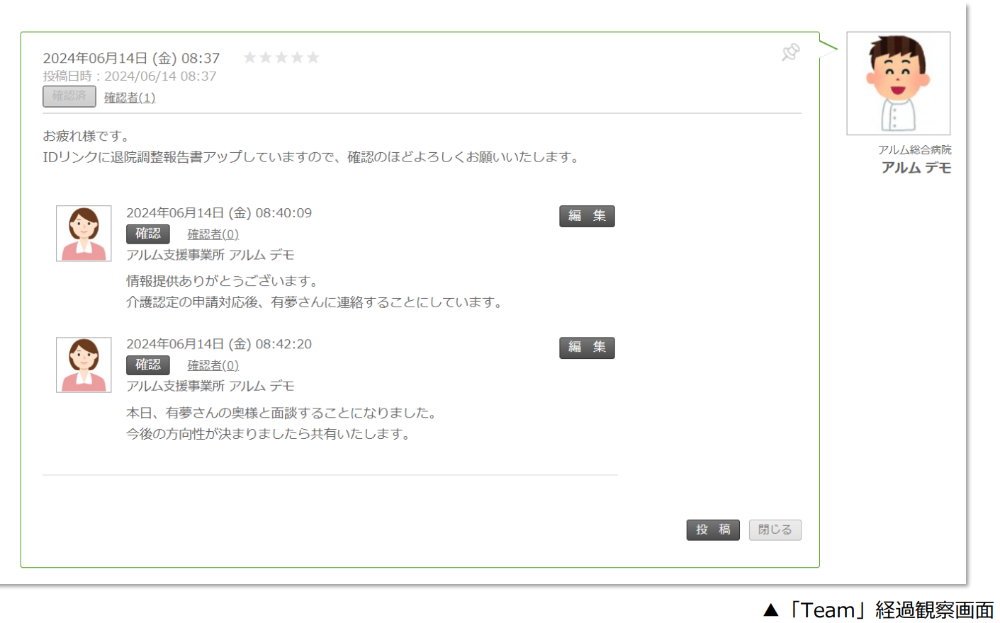 2024年06月14日 (金) 08:37
投稿日時：2024/06/14 08:37
確認済 確認者(1)
お疲れ様です。
IDリンクに退院調整報告書アップしていますので、確認のほどよろしくお願いいたします。
アルム総合病院
アルム デモ
2024年06月14日 (金) 08:40:09
編 集
確認 確認者(0)
アルム支援事業所 アルム デモ
情報提供ありがとうございます。
介護認定の申請対応後、有夢さんに連絡することにしています。
2024年06月14日 (金) 08:42:20
編 集
確認 確認者(0)
アルム支援事業所 アルム デモ
本日、有夢さんの奥様と面談することになりました。
今後の方向性が決まりましたら共有いたします。
投 稿 閉じる
▲「Team」経過観察画面